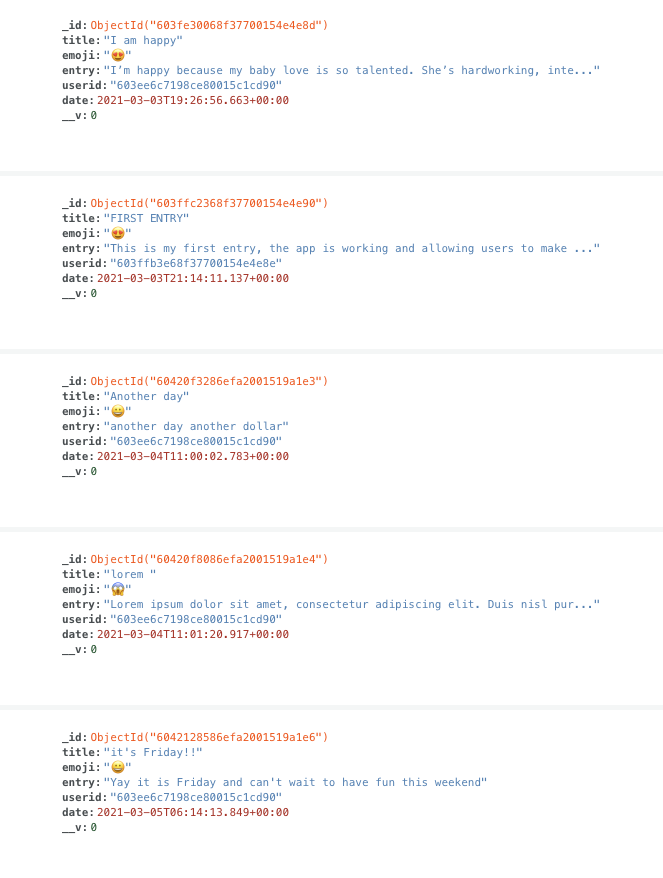 _id:ObjectId("603fe30068f37700154e4e8d")
title:"I am happy"
emoji:"😍"
entry:"I’m happy because my baby love is so talented. She’s hardworking, inte..."
userid:"603ee6c7198ce80015c1cd90"
date:2021-03-03T19:26:56.663+00:00
__v:0
_id:ObjectId("603ffc2368f37700154e4e90")
title:"FIRST ENTRY"
emoji:"😍"
entry:"This is my first entry, the app is working and allowing users to make ..."
userid:"603ffb3e68f37700154e4e8e"
date:2021-03-03T21:14:11.137+00:00
__v:0
_id:ObjectId("60420f3286efa2001519a1e3")
title:"Another day"
emoji:"😄"
entry:"another day another dollar"
userid:"603ee6c7198ce80015c1cd90"
date:2021-03-04T11:00:02.783+00:00
__v:0
_id:ObjectId("60420f8086efa2001519a1e4")
title:"lorem "
emoji:"😱"
entry:"Lorem ipsum dolor sit amet, consectetur adipiscing elit. Duis nisl pur..."
userid:"603ee6c7198ce80015c1cd90"
date:2021-03-04T11:01:20.917+00:00
__v:0
_id:ObjectId("6042128586efa2001519a1e6")
title:"it's Friday!!"
emoji:"😄"
entry:"Yay it is Friday and can't wait to have fun this weekend"
userid:"603ee6c7198ce80015c1cd90"
date:2021-03-05T06:14:13.849+00:00
__v:0